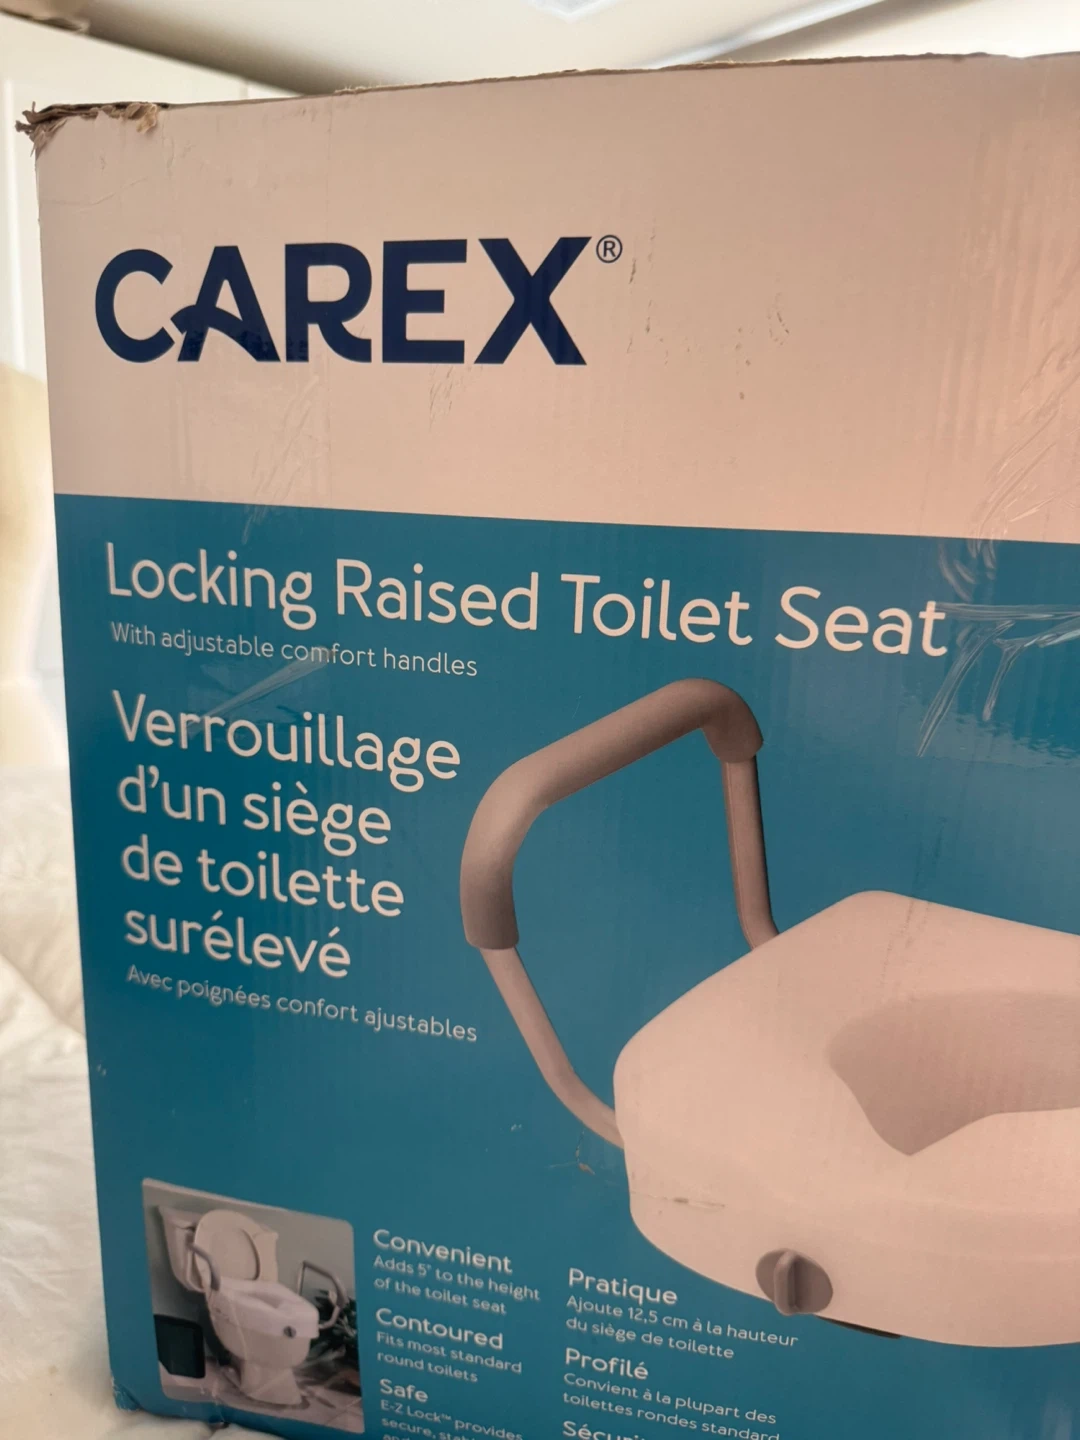 CAREX®
Locking Raised Toilet Seat
With adjustable comfort handles
Verrouillage
d'un siège
de toilette
surélevé
Avec poignées confort ajustables
Convenient
Adds 5" to the height
of the toilet seat
Contoured
Fits most standard
round toilets
Safe
E-Z Lock™ provides
secure,
Pratique
Ajoute 12,5 cm à la hauteur
du siège de toilette
Profilé
Convient à la plupart des
toilettes rondes standard